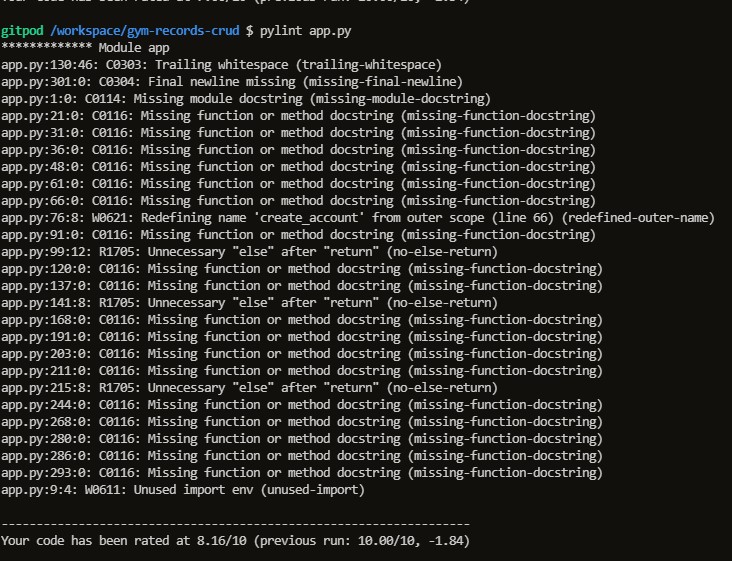 gitpod /workspace/gym-records-crud $ pylint app.py
************* Module app
app.py:130:46: C0303: Trailing whitespace (trailing-whitespace)
app.py:301:0: C0304: Final newline missing (missing-final-newline)
app.py:1:0: C0114: Missing module docstring (missing-module-docstring)
app.py:21:0: C0116: Missing function or method docstring (missing-function-docstring)
app.py:31:0: C0116: Missing function or method docstring (missing-function-docstring)
app.py:36:0: C0116: Missing function or method docstring (missing-function-docstring)
app.py:48:0: C0116: Missing function or method docstring (missing-function-docstring)
app.py:61:0: C0116: Missing function or method docstring (missing-function-docstring)
app.py:66:0: C0116: Missing function or method docstring (missing-function-docstring)
app.py:76:8: W0621: Redefining name 'create_account' from outer scope (line 66) (redefined-outer-name)
app.py:91:0: C0116: Missing function or method docstring (missing-function-docstring)
app.py:99:12: R1705: Unnecessary "else" after "return" (no-else-return)
app.py:120:0: C0116: Missing function or method docstring (missing-function-docstring)
app.py:137:0: C0116: Missing function or method docstring (missing-function-docstring)
app.py:141:8: R1705: Unnecessary "else" after "return" (no-else-return)
app.py:168:0: C0116: Missing function or method docstring (missing-function-docstring)
app.py:191:0: C0116: Missing function or method docstring (missing-function-docstring)
app.py:203:0: C0116: Missing function or method docstring (missing-function-docstring)
app.py:211:0: C0116: Missing function or method docstring (missing-function-docstring)
app.py:215:8: R1705: Unnecessary "else" after "return" (no-else-return)
app.py:244:0: C0116: Missing function or method docstring (missing-function-docstring)
app.py:268:0: C0116: Missing function or method docstring (missing-function-docstring)
app.py:280:0: C0116: Missing function or method docstring (missing-function-docstring)
app.py:286:0: C0116: Missing function or method docstring (missing-function-docstring)
app.py:293:0: C0116: Missing function or method docstring (missing-function-docstring)
app.py:9:4: W0611: Unused import env (unused-import)
-------------------------------------------------------------------
Your code has been rated at 8.16/10 (previous run: 10.00/10, -1.84)